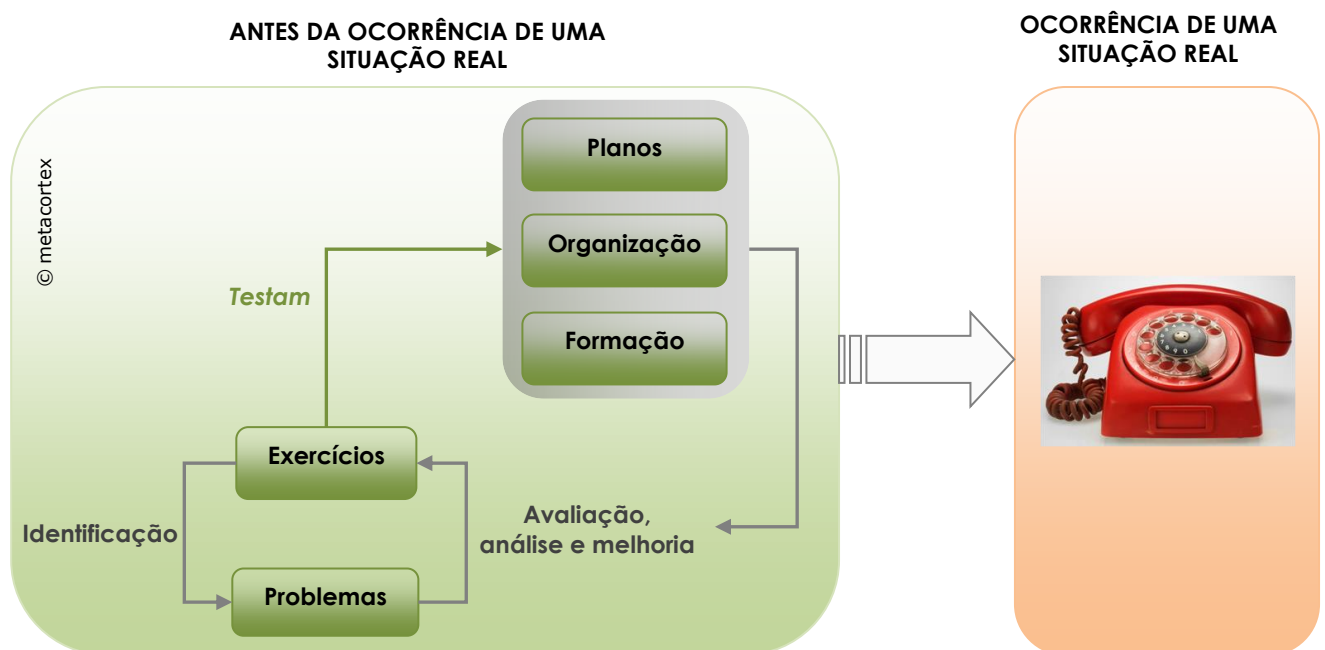 ANTES DA OCORRÊNCIA DE UMA
SITUAÇÃO REAL
OCORRÊNCIA DE UMA
SITUAÇÃO REAL
© metacortex
Planos
Organização
Formação
Testam
Exercícios
Identificação
Avaliação,
análise e melhoria
Problemas